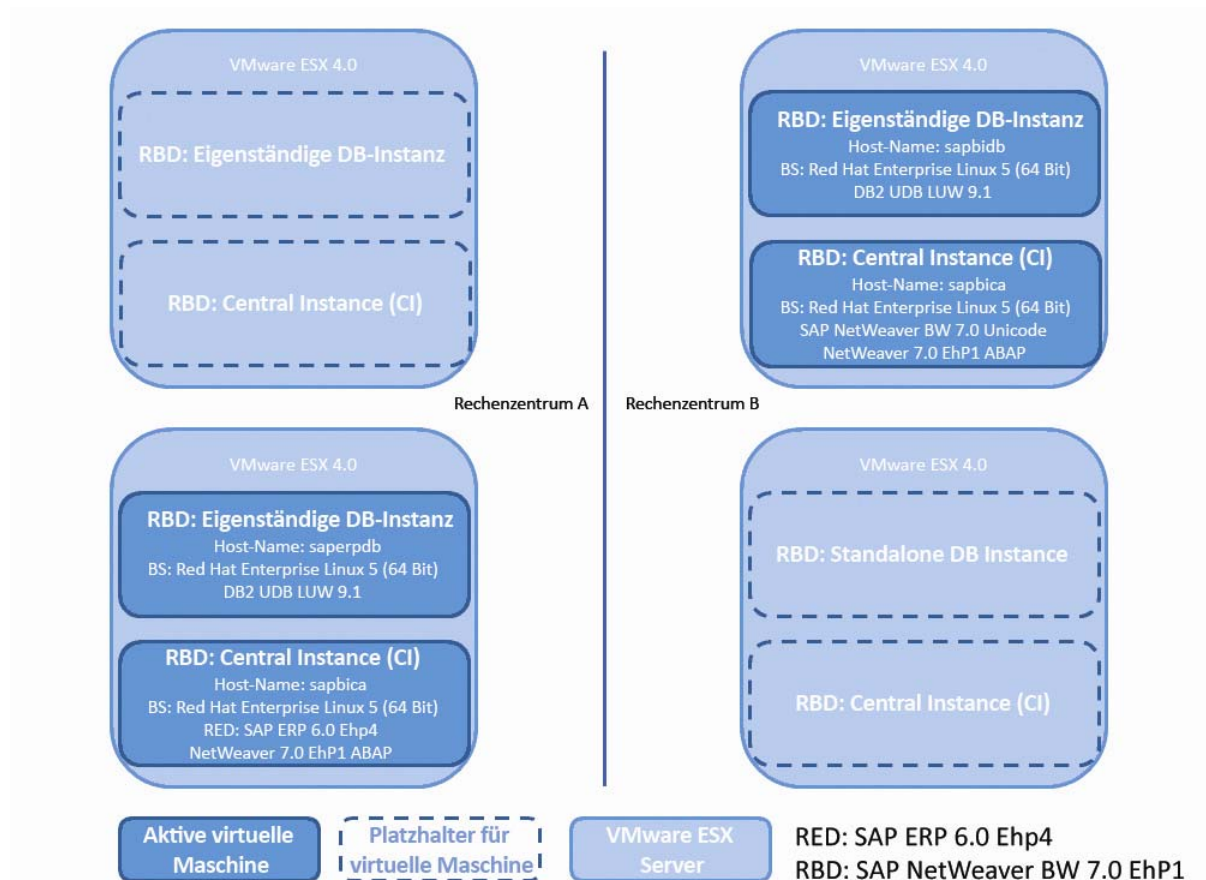 VMware ESX 4.0
RBD: Eigenständige DB-Instanz
RBD: Central Instance (CI)
VMware ESX 4.0
RBD: Eigenständige DB-Instanz
Host-Name: sapbidb
BS: Red Hat Enterprise Linux 5 (64 Bit)
DB2 UDB LUW 9.1
RBD: Central Instance (CI)
Host-Name: sapbica
BS: Red Hat Enterprise Linux 5 (64 Bit)
SAP NetWeaver BW 7.0 Unicode
NetWeaver 7.0 EhP1 ABAP
Rechenzentrum A
Rechenzentrum B
VMware ESX 4.0
RBD: Eigenständige DB-Instanz
Host-Name: saperpdb
BS: Red Hat Enterprise Linux 5 (64 Bit)
DB2 UDB LUW 9.1
RBD: Central Instance (CI)
Host-Name: sapbica
BS: Red Hat Enterprise Linux 5 (64 Bit)
RED: SAP ERP 6.0 Ehp4
NetWeaver 7.0 EhP1 ABAP
VMware ESX 4.0
RBD: Standalone DB Instance
RBD: Central Instance (CI)
Aktive virtuelle
Maschine
Platzhalter für
virtuelle Maschine
VMware ESX
Server
RED: SAP ERP 6.0 Ehp4
RBD: SAP NetWeaver BW 7.0 EhP1